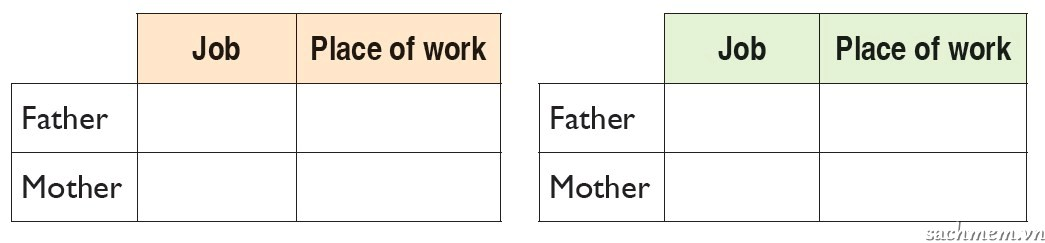 Job Place of work Job Place of work
Father Father
Mother Mother
sachmem.vn